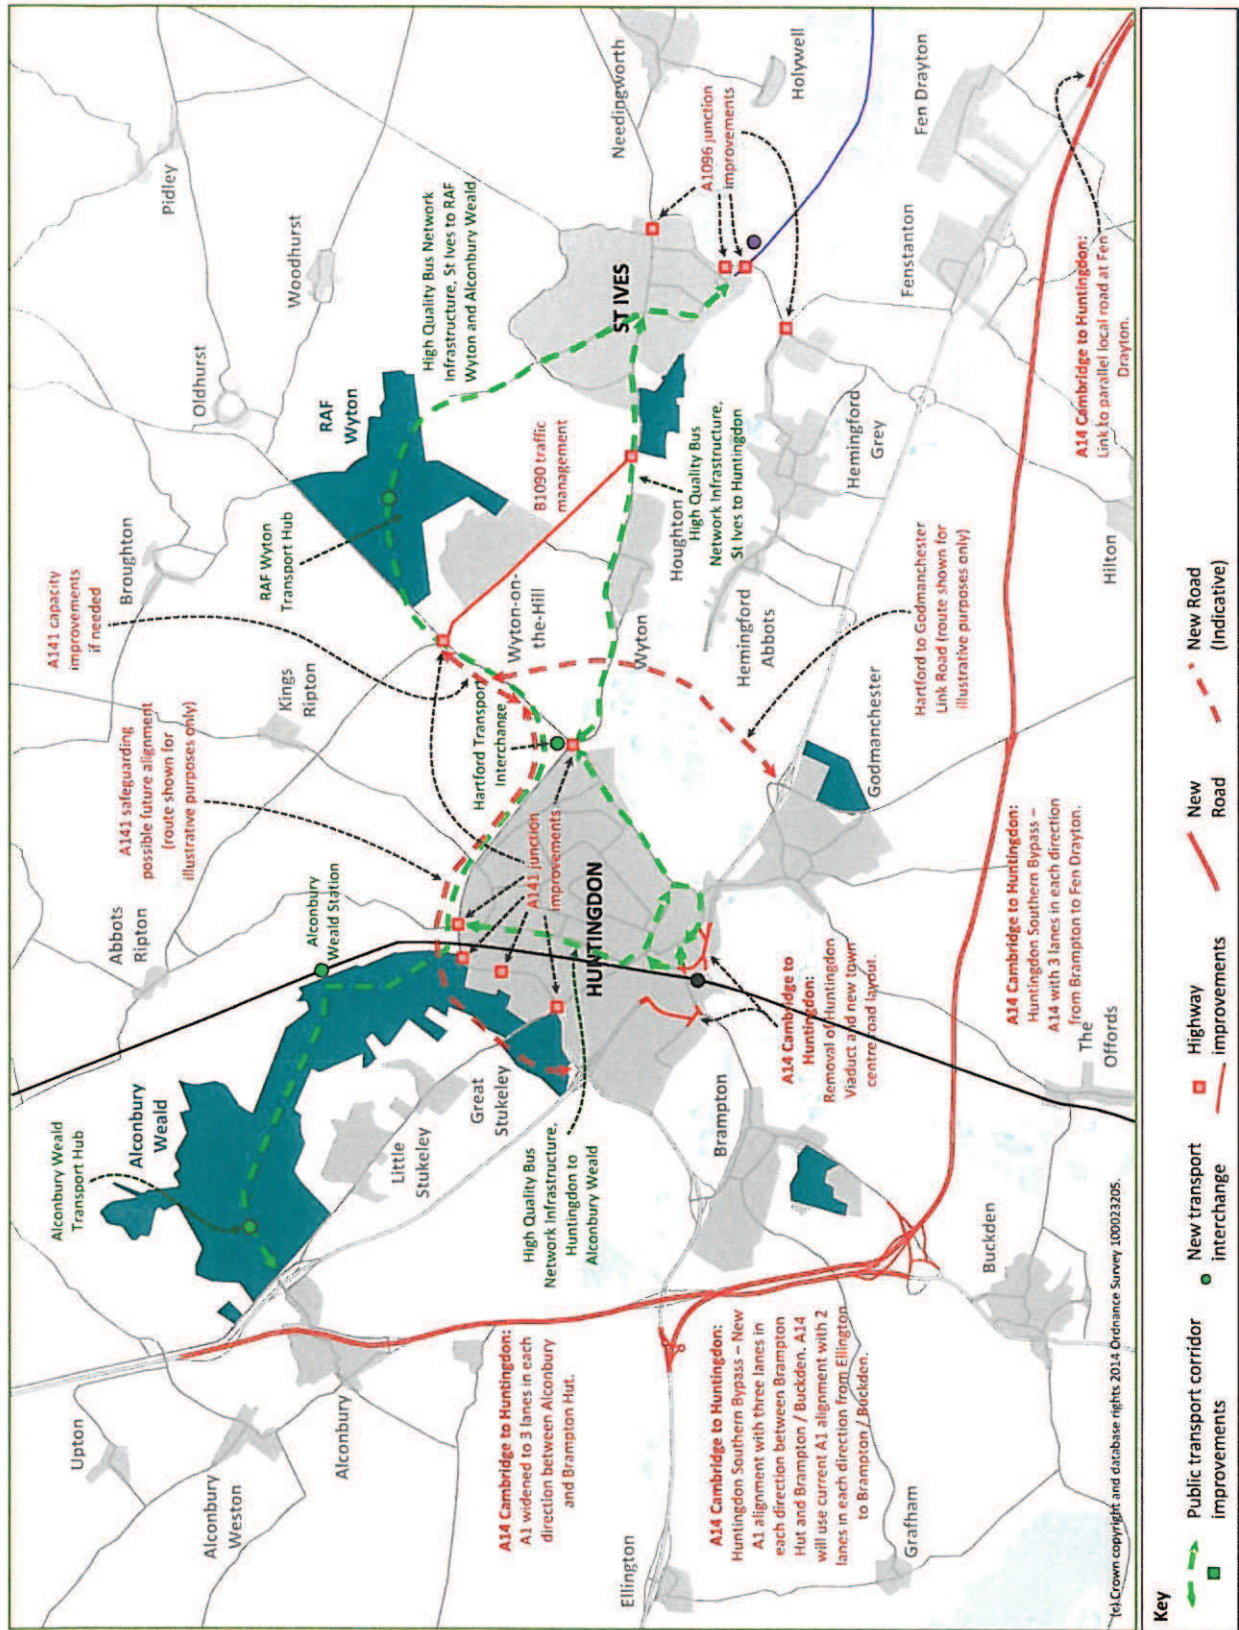 Upton
Alconbury
Weston
Alconbury
Alconbury Weald
Transport Hub
Alconbury
Weald
Abbots
Ripton
Alconbury
Weald Station
A141 safeguarding
possible future alignment
(route shown for
illustrative purposes only)
A141 capacity
improvements
if needed
Kings
Ripton
Broughton
RAF Wyton
Transport Hub
RAF
Wyton
Oldhurst
Woodhurst
Pidley
High Quality Bus Network
Infrastructure, St Ives to RAF
Wyton and Alconbury Weald
Needingworth
Holywell
Little
Stukeley
Great
Stukeley
A141 junction
improvements
Hartford Transport
Interchange
Wyton-on-
the-Hill
B1090 traffic
management
ST IVES
A1096 junction
improvements
High Quality Bus
Network Infrastructure,
Huntingdon to
Alconbury Weald
HUNTINGDON
Wyton
Houghton
High Quality Bus
Network Infrastructure,
St Ives to Huntingdon
A14 Cambridge to Huntingdon:
A1 widened to 3 lanes in each
direction between Alconbury
and Brampton Hut.
Ellington
Brampton
A14 Cambridge to
Huntingdon:
Removal of Huntingdon
Viaduct and new town
centre road layout.
Godmanchester
Hemingford
Abbots
Hemingford
Grey
Fenstanton
Fen Drayton
A14 Cambridge to Huntingdon:
Huntingdon Southern Bypass – New
A1 alignment with three lanes in
each direction between Brampton
Hut and Brampton / Buckden. A14
will use current A1 alignment with 2
lanes in each direction from Ellington
to Brampton / Buckden.
Hartford to Godmanchester
Link Road (route shown for
illustrative purposes only)
Grafham
Buckden
The
Offords
A14 Cambridge to Huntingdon:
Huntingdon Southern Bypass –
A14 with 3 lanes in each direction
from Brampton to Fen Drayton.
Hilton
A14 Cambridge to Huntingdon:
Link to parallel local road at Fen
Drayton.
(c) Crown copyright and database rights 2014 Ordnance Survey 100023205.
Key
Public transport corridor
improvements
New transport
interchange
Highway
improvements
New
Road
New Road
(Indicative)